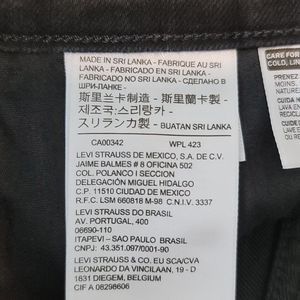 MADE IN SRI LANKA - FABRIQUE AU SRI
LANKA - FABRICADO EN SRI LANKA -
FABRICADO NO SRI LANKA - СДЕЛАНО В
ШРИ-ЛАНКЕ -
斯里兰卡制造 - 斯里蘭卡製 -
제조국:스리랑카 -
スリランカ製 - BUATAN SRI LANKA
CA00342 WPL 423
LEVI STRAUSS DE MEXICO, S.A. DE C.V.
JAIME BALMES # 8 OFICINA 502
COL. POLANCO I SECCION
DELEGACIÓN MIGUEL HIDALGO
C.P. 11510 CIUDAD DE MEXICO
R.F.C. LSM 660818 M-98 C.N.I.V. 3337
LEVI STRAUSS DO BRASIL
AV. PORTUGAL, 400
06690-110
ITAPEVI – SAO PAULO BRASIL
CNPJ: 43.351.097/0001-90
LEVI STRAUSS & CO. EU SCA/CVA
LEONARDO DA VINCILAAN, 19 - D
1831 DIEGEM, BELGIUM
CIF A 08298606
CARE FOR
COLD, LIN